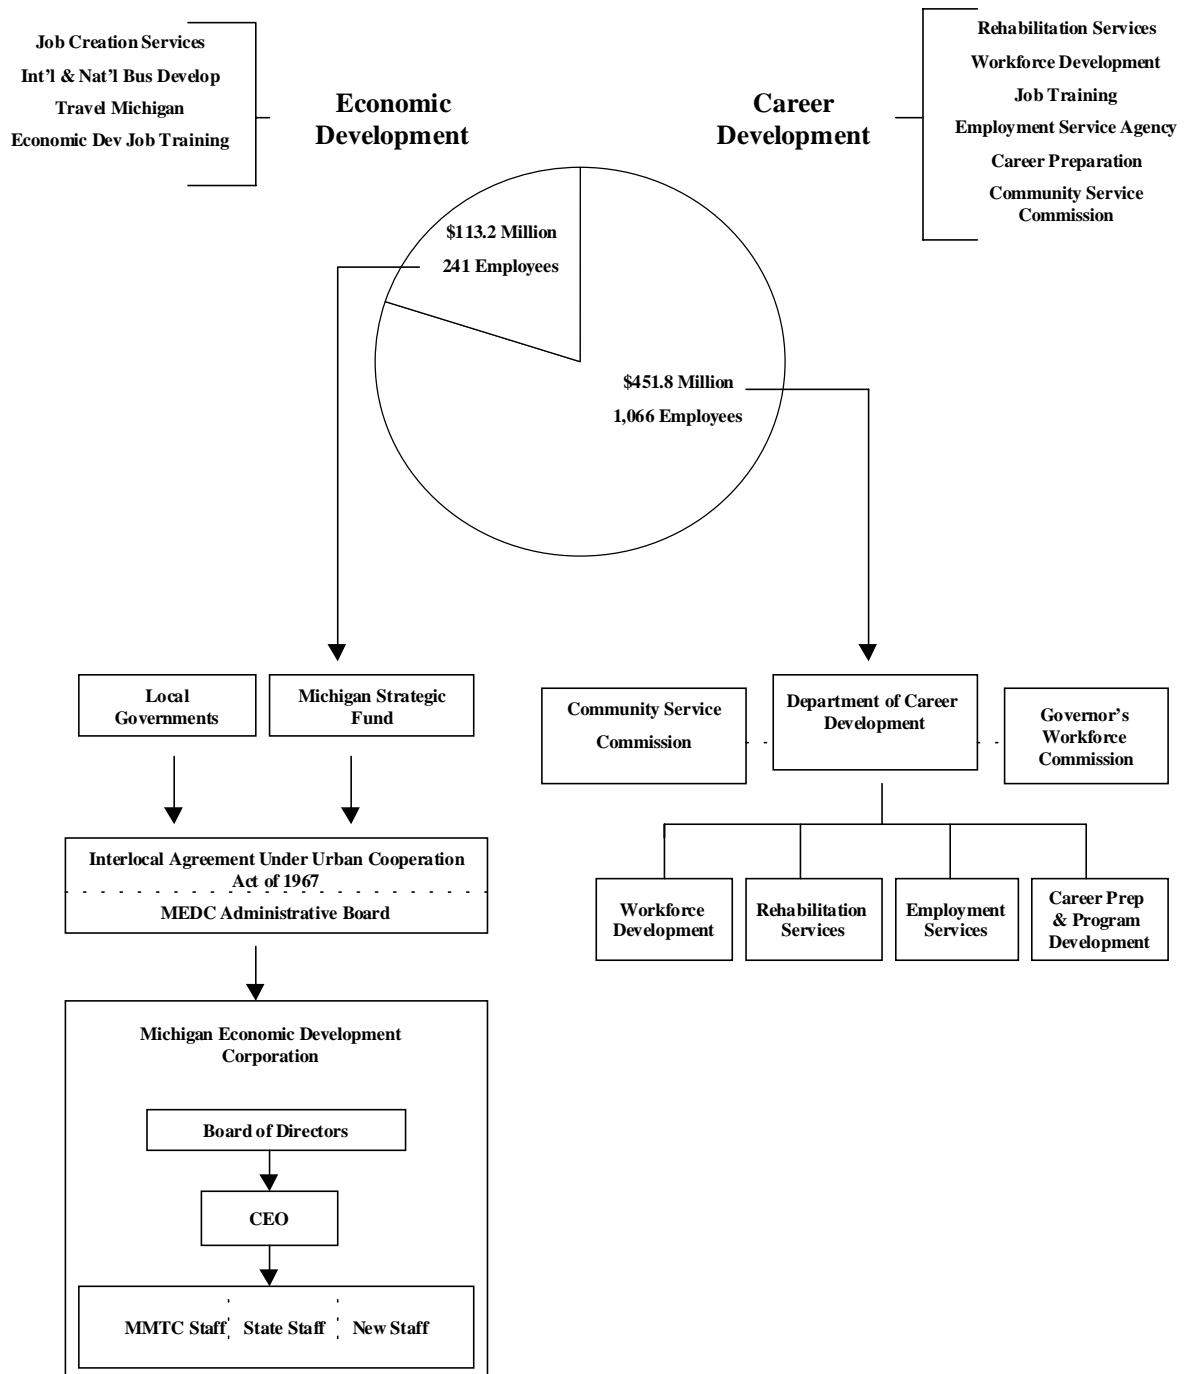 Job Creation Services
Int'l & Nat'l Bus Develop
Travel Michigan
Economic Dev Job Training
Economic
Development
Career
Development
Rehabilitation Services
Workforce Development
Job Training
Employment Service Agency
Career Preparation
Community Service
Commission
$113.2 Million
241 Employees
$451.8 Million
1,066 Employees
Local
Governments
Michigan Strategic
Fund
Community Service
Commission
Department of Career
Development
Governor's
Workforce
Commission
Interlocal Agreement Under Urban Cooperation
Act of 1967
MEDC Administrative Board
Workforce
Development
Rehabilitation
Services
Employment
Services
Career Prep
& Program
Development
Michigan Economic Development
Corporation
Board of Directors
CEO
MMTC Staff
State Staff
New Staff